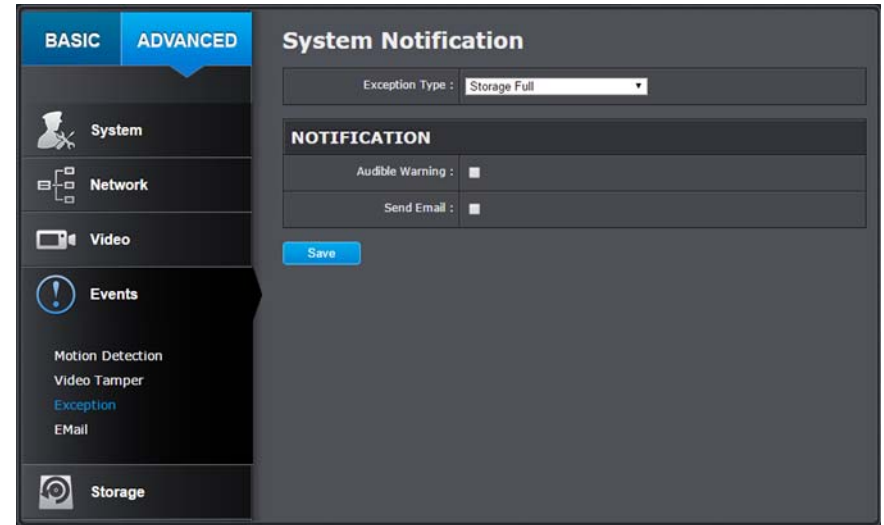 BASIC
ADVANCED
System
Network
Video
Events
Motion Detection
Video Tamper
Exception
EMail
Storage
System Notification
Exception Type : Storage Full
NOTIFICATION
Audible Warning :
Send Email :
Save